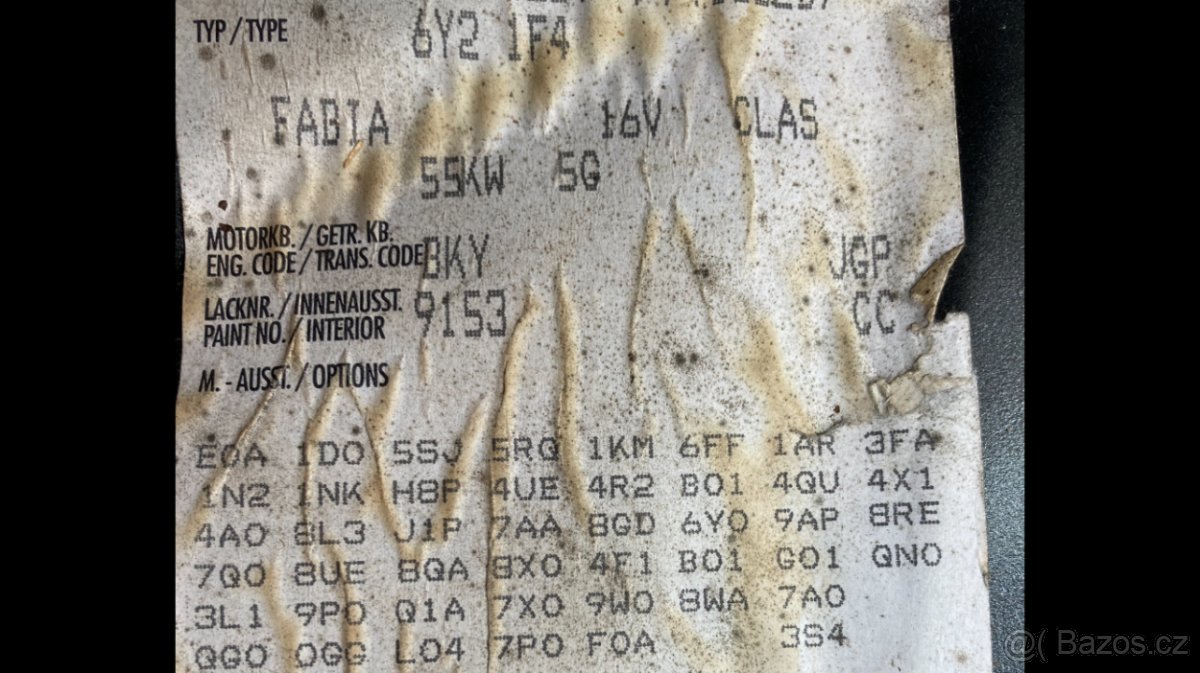 TYP / TYPE 6Y2 1F4
FABIA 16V CLAS
55KW 5G
MOTORKB. / GETR. KB.
ENG. CODE / TRANS. CODE BKY JGP
LACKNR. / INNENAUSST.
PAINT NO. / INTERIOR 9153 CC
M. - AUSST. / OPTIONS
E0A 1D0 5SJ 5RQ 1KM 6FF 1AR 3FA
1N2 1NK H8P 4UE 4R2 B01 4QU 4X1
4A0 8L3 J1P 7AA 8GD 6Y0 9AP 8RE
7Q0 8UE 8QA 8X0 4F1 B01 G01 QN0
3L1 9P0 Q1A 7X0 9W0 8WA 7A0
QG0 0GG L04 7P0 F0A 3S4
@( Bazos.cz